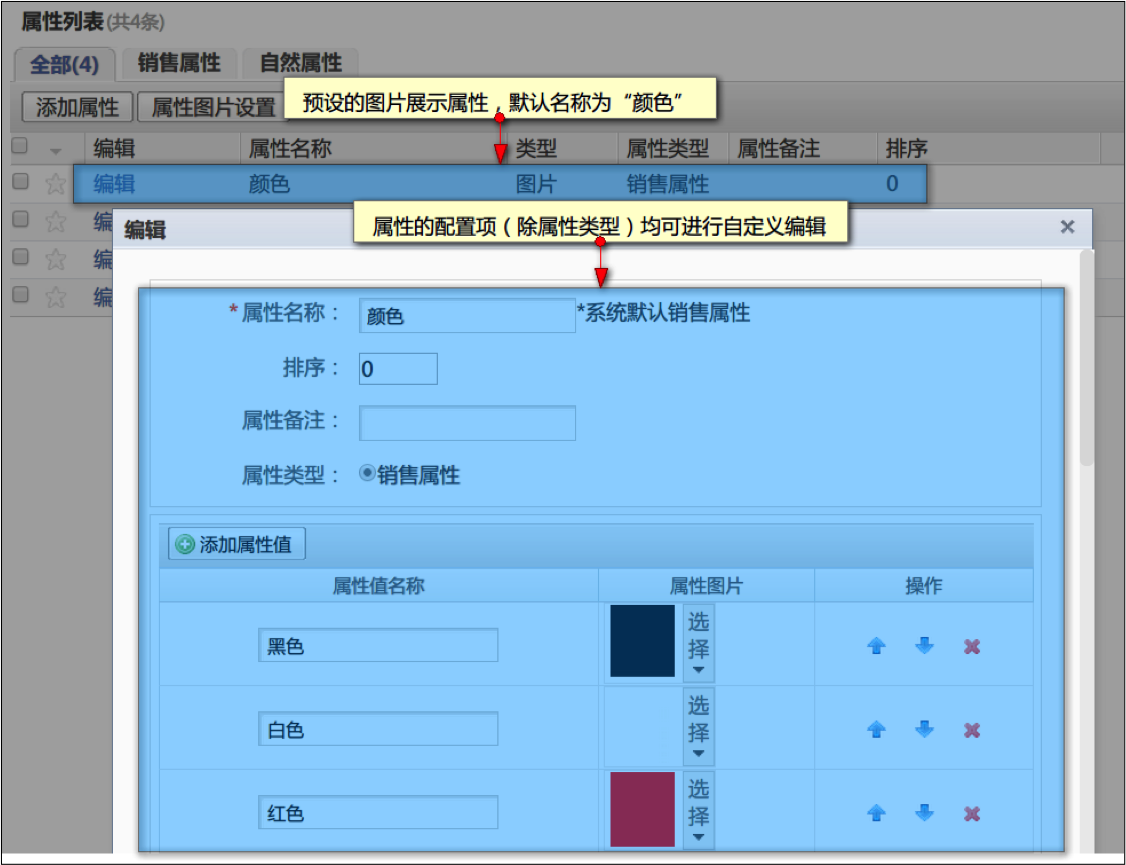 属性列表(共4条)
全部(4) 销售属性 自然属性
添加属性 属性图片设置 预设的图片展示属性，默认名称为“颜色”
编辑 属性名称 类型 属性类型 属性备注 排序
编辑 颜色 图片 销售属性 0
编
编辑 属性的配置项（除属性类型）均可进行自定义编辑
编
编
*属性名称： 颜色 *系统默认销售属性
排序： 0
属性备注：
属性类型： 销售属性
添加属性值
属性值名称 属性图片 操作
黑色 选择
白色 选择
红色 选择